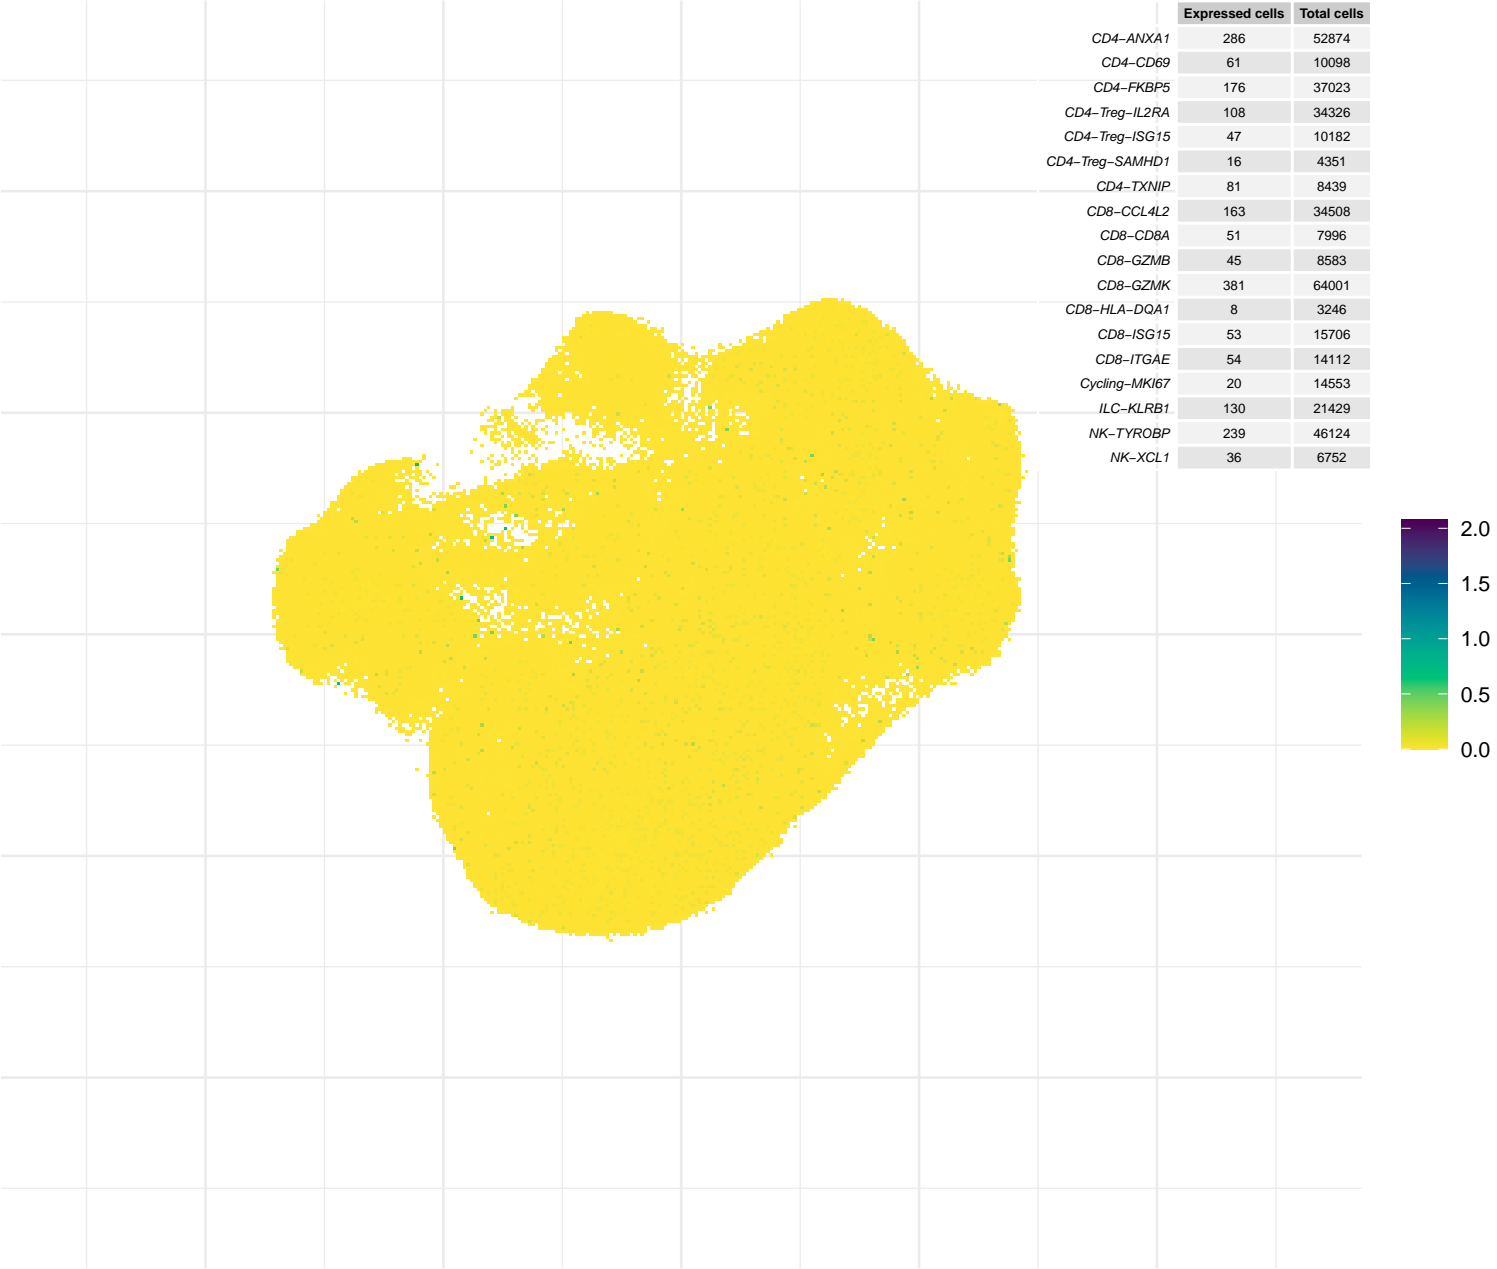 Expressed cells Total cells
CD4−ANXA1 286 52874
CD4−CD69 61 10098
CD4−FKBP5 176 37023
CD4−Treg−IL2RA 108 34326
CD4−Treg−ISG15 47 10182
CD4−Treg−SAMHD1 16 4351
CD4−TXNIP 81 8439
CD8−CCL4L2 163 34508
CD8−CD8A 51 7996
CD8−GZMB 45 8583
CD8−GZMK 381 64001
CD8−HLA−DQA1 8 3246
CD8−ISG15 53 15706
CD8−ITGAE 54 14112
Cycling−MKI67 20 14553
ILC−KLRB1 130 21429
NK−TYROBP 239 46124
NK−XCL1 36 6752
2.0
1.5
1.0
0.5
0.0